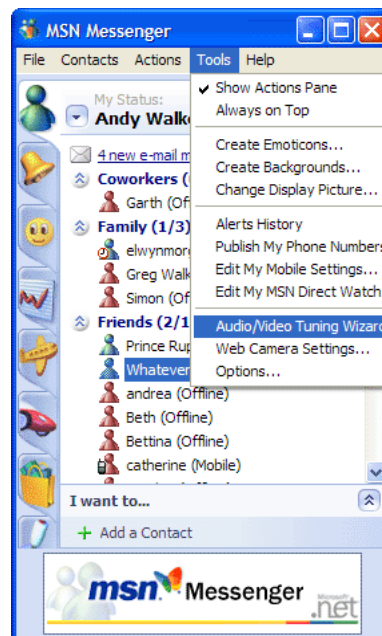 MSN Messenger
File Contacts Actions Tools Help
My Status:
Andy Walk
4 new e-mail m
Coworkers (
Garth (Of
Family (1/3)
elwynmor
Greg Walk
Simon (Of
Friends (2/1
Prince Rup
Whatever
andrea (Offline)
Beth (Offline)
Bettina (Offline)
catherine (Mobile)
Show Actions Pane
Always on Top
Create Emoticons...
Create Backgrounds...
Change Display Picture...
Alerts History
Publish My Phone Numbers
Edit My Mobile Settings...
Edit My MSN Direct Watch
Audio/Video Tuning Wizard
Web Camera Settings...
Options...
I want to...
+ Add a Contact
msn Messenger
Microsoft
.net